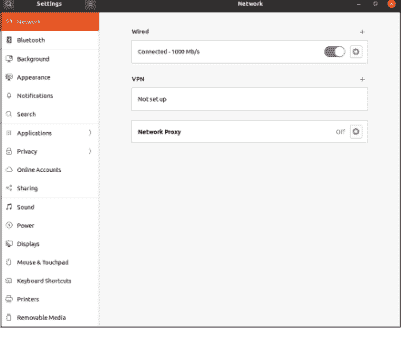 Settings
Network
Network
Bluetooth
Background
Appearance
Notifications
Search
Applications
Privacy
Online Accounts
Sharing
Sound
Power
Displays
Mouse & Touchpad
Keyboard Shortcuts
Printers
Removable Media
Wired
Connected - 1000 Mb/s
VPN
Not set up
Network Proxy
Off